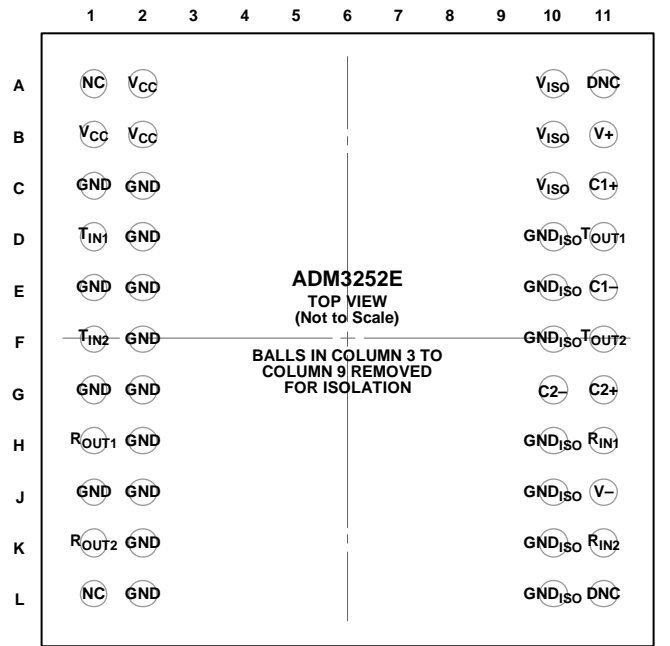 1 2 3 4 5 6 7 8 9 10 11
A NC VCC VISO DNC
B VCC VCC VISO V+
C GND GND VISO C1+
D TIN1 GND GNDISO TOUT1
E GND GND GNDISO C1–
ADM3252E
TOP VIEW
(Not to Scale)
F TIN2 GND GNDISO TOUT2
BALLS IN COLUMN 3 TO
COLUMN 9 REMOVED
FOR ISOLATION
G GND GND C2– C2+
H ROUT1 GND GNDISO RIN1
J GND GND GNDISO V–
K ROUT2 GND GNDISO RIN2
L NC GND GNDISO DNC